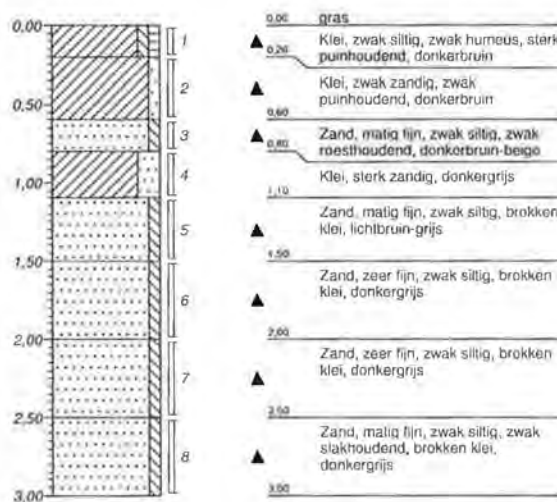 0,00
0,50
1,00
1,50
2,00
2,50
3,00
1
2
3
4
5
6
7
8
0,00
gras
Klei, zwak siltig, zwak humeus, sterk
0,20
puinhoudend, donkerbruin
Klei, zwak zandig, zwak
puinhoudend, donkerbruin
0,60
Zand, matig fijn, zwak siltig, zwak
roesthoudend, donkerbruin-beige
0,80
Klei, sterk zandig, donkergrijs
1,10
Zand, matig fijn, zwak siltig, brokken
klei, lichtbruin-grijs
1,50
Zand, zeer fijn, zwak siltig, brokken
klei, donkergrijs
2,00
Zand, zeer fijn, zwak siltig, brokken
klei, donkergrijs
2,50
Zand, matig fijn, zwak siltig, zwak
slakhoudend, brokken klei,
donkergrijs
3,00